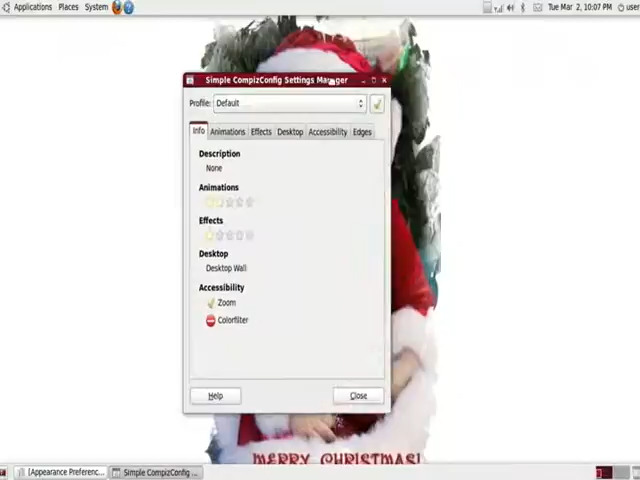 Applications Places System
Tue Mar 2, 10:07 PM
user
Simple CompizConfig Settings Manager
Profile: Default
Info Animations Effects Desktop Accessibility Edges
Description
None
Animations
Effects
Desktop
Desktop Wall
Accessibility
Zoom
Colorfilter
Help Close
MERRY CHRISTMAS!
[Appearance Preferenc... Simple CompizConfig ...